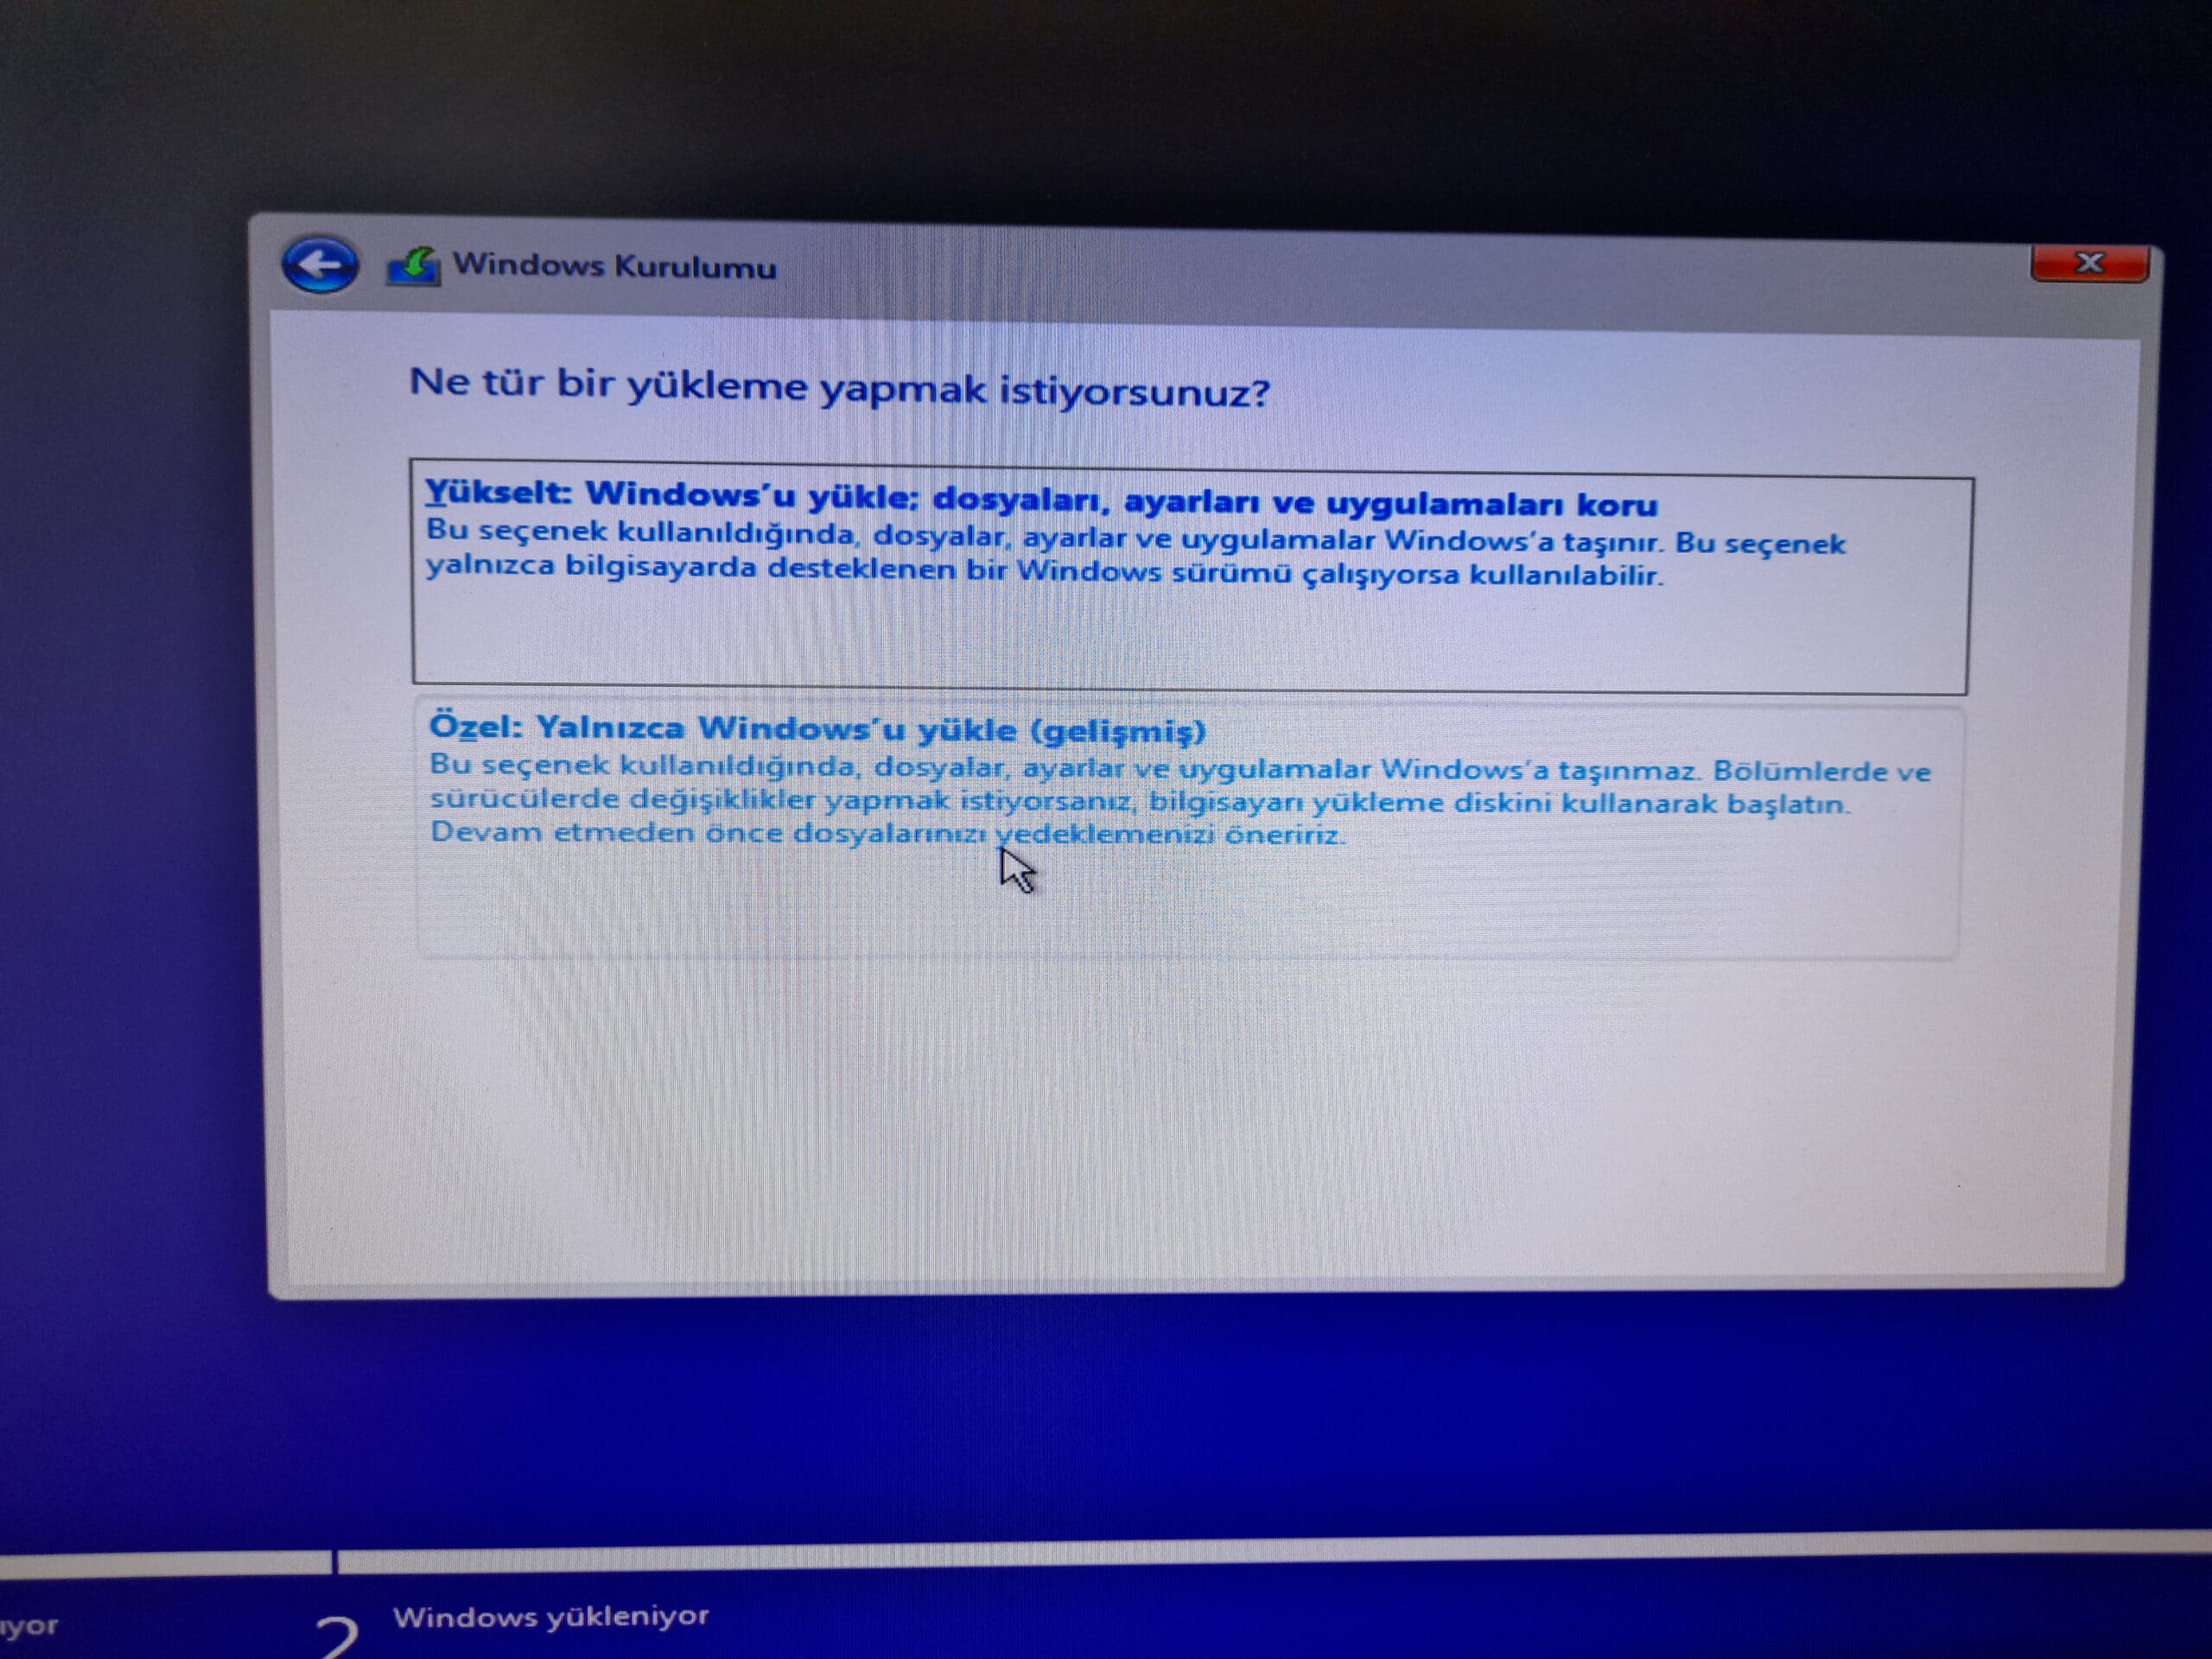 Windows Kurulumu
Ne tür bir yükleme yapmak istiyorsunuz?
Yükselt: Windows'u yükle; dosyaları, ayarları ve uygulamaları koru
Bu seçenek kullanıldığında, dosyalar, ayarlar ve uygulamalar Windows'a taşınır. Bu seçenek
yalnızca bilgisayarda desteklenen bir Windows sürümü çalışıyorsa kullanılabilir.
Özel: Yalnızca Windows'u yükle (gelişmiş)
Bu seçenek kullanıldığında, dosyalar, ayarlar ve uygulamalar Windows'a taşınmaz. Bölümlerde ve
sürücülerde değişiklikler yapmak istiyorsanız, bilgisayarı yükleme diskini kullanarak başlatın.
Devam etmeden önce dosyalarınızı yedeklemenizi öneririz.
ıyor
2 Windows yükleniyor